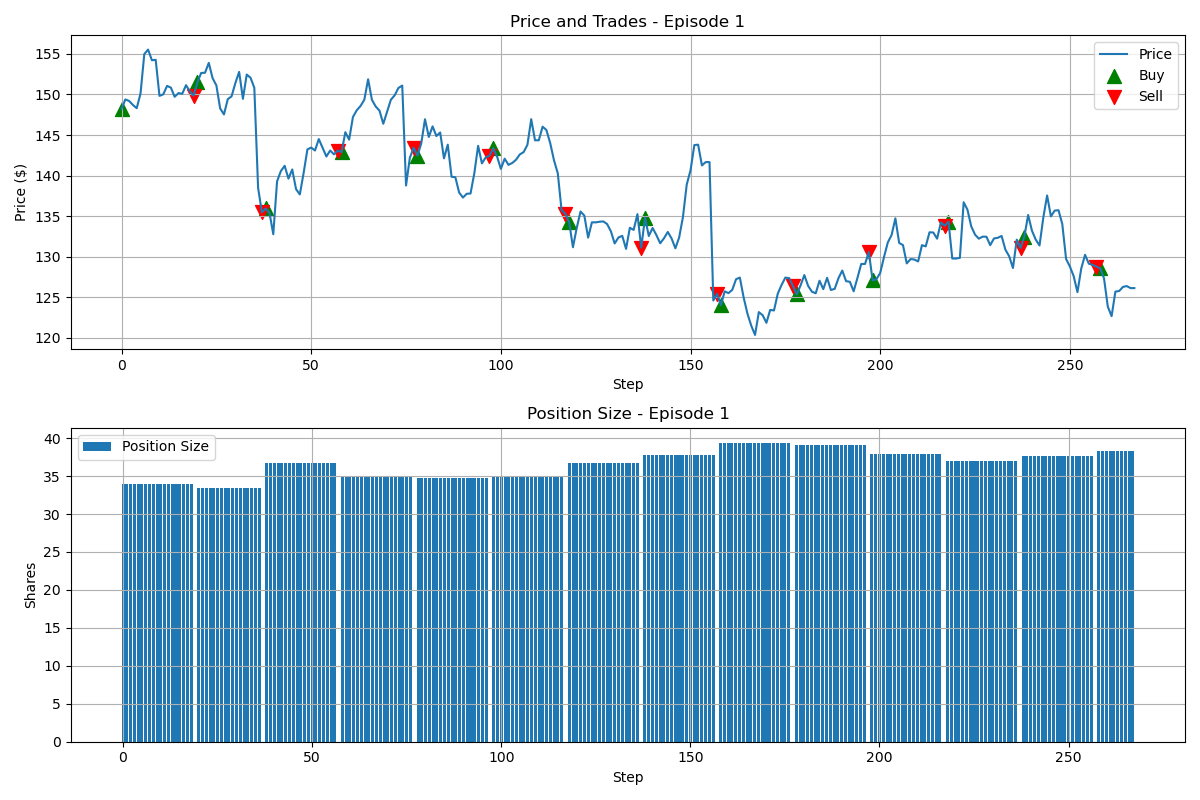 Price and Trades - Episode 1
Price ($)
155
150
145
140
135
130
125
120
Price
Buy
Sell
0 50 100 150 200 250
Step
Position Size - Episode 1
Shares
40
35
30
25
20
15
10
5
0
Position Size
0 50 100 150 200 250
Step